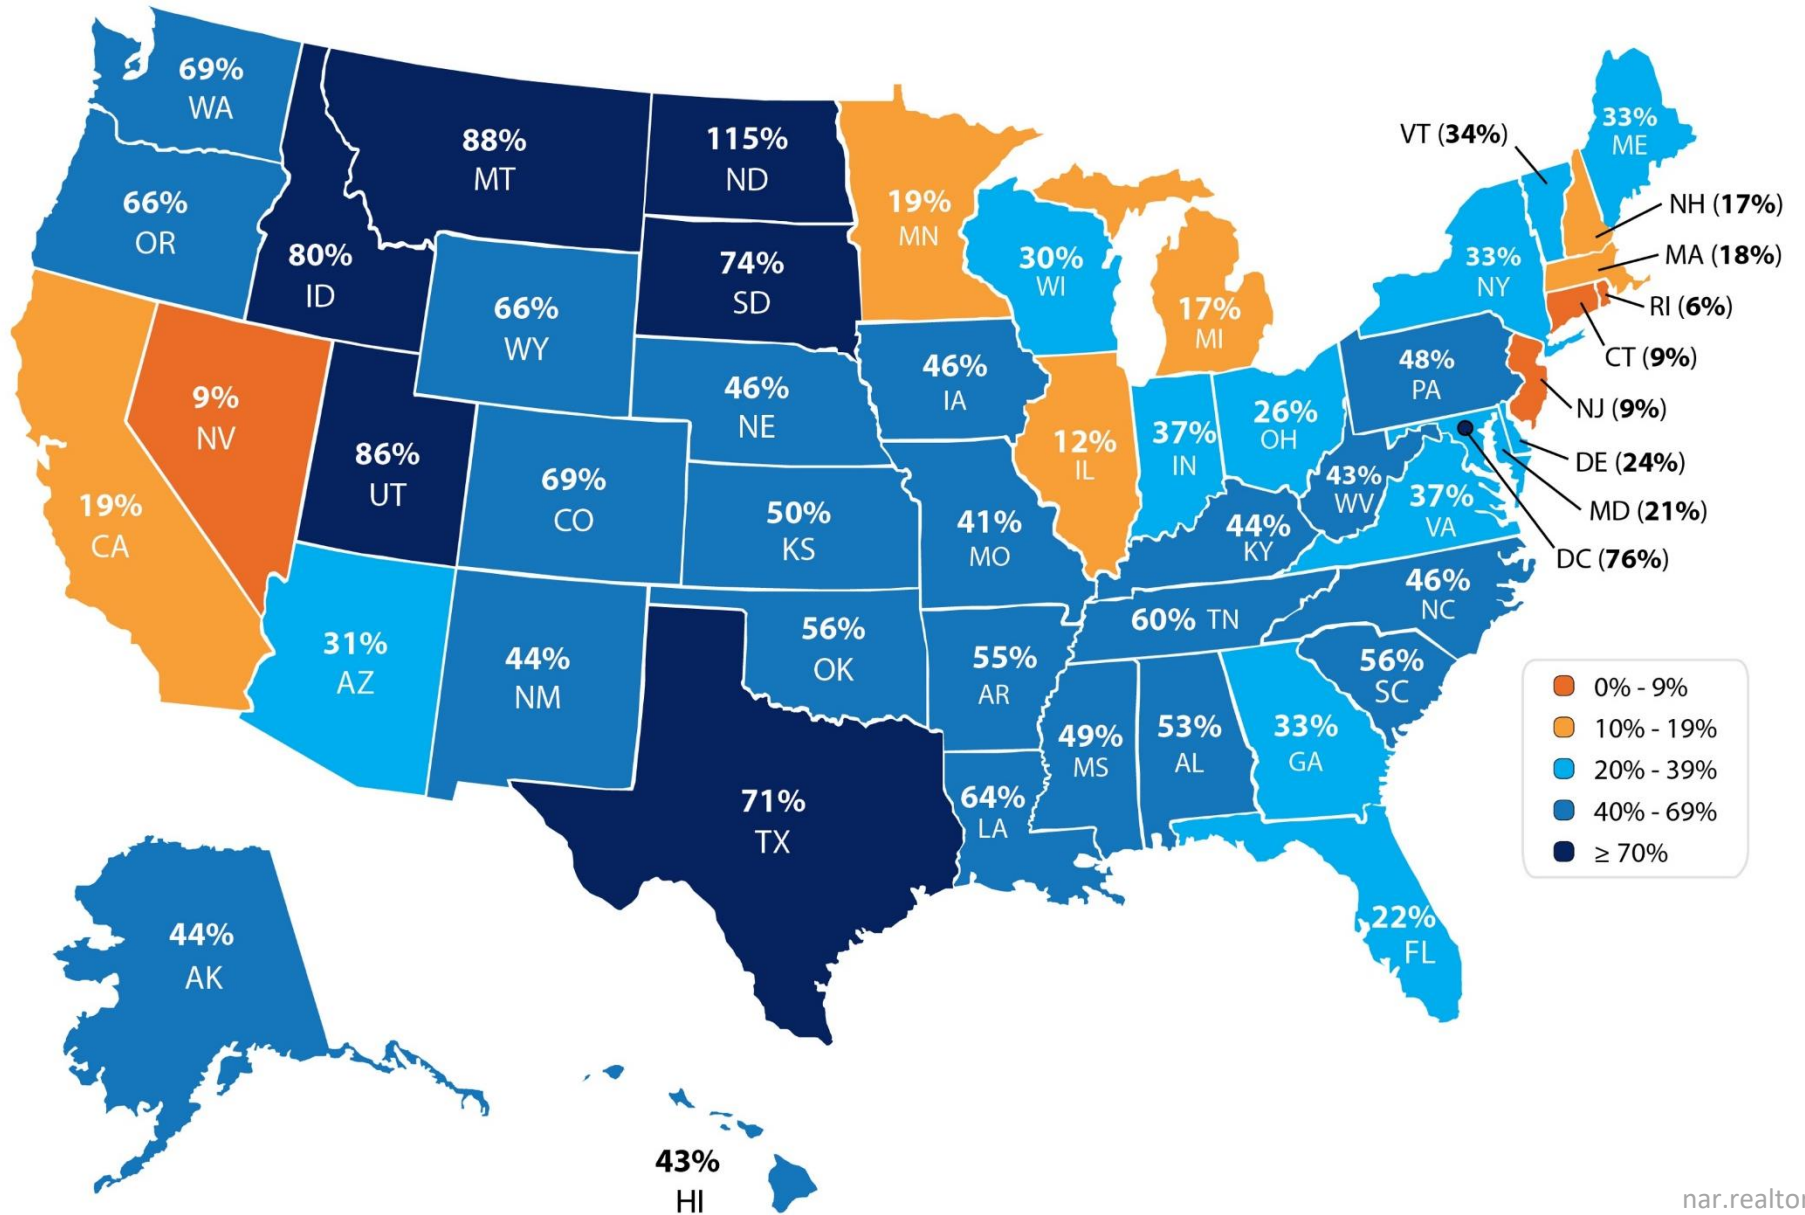 69%
WA
66%
OR
80%
ID
88%
MT
115%
ND
74%
SD
66%
WY
19%
MN
30%
WI
17%
MI
VT (34%)
33%
ME
NH (17%)
MA (18%)
RI (6%)
CT (9%)
NJ (9%)
DE (24%)
MD (21%)
DC (76%)
33%
NY
48%
PA
9%
NV
19%
CA
86%
UT
69%
CO
46%
NE
46%
IA
50%
KS
41%
MO
12%
IL
37%
IN
26%
OH
43%
WV
37%
VA
44%
KY
46%
NC
60% TN
31%
AZ
44%
NM
56%
OK
55%
AR
56%
SC
49%
MS
53%
AL
33%
GA
71%
TX
64%
LA
22%
FL
44%
AK
43%
HI
0% - 9%
10% - 19%
20% - 39%
40% - 69%
≥ 70%
nar.realtor